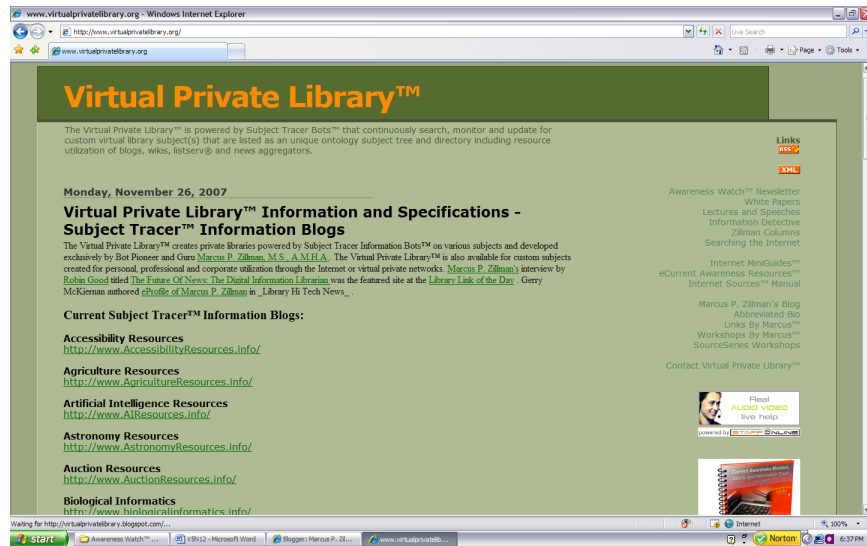 www.virtualprivatelibrary.org - Windows Internet Explorer
http://www.virtualprivatelibrary.org/
Live Search
www.virtualprivatelibrary.org
Page
Tools
Virtual Private Library™
The Virtual Private Library™ is powered by Subject Tracer Bots™ that continuously search, monitor and update for
custom virtual library subject(s) that are listed as an unique ontology subject tree and directory including resource
utilization of blogs, wikis, listserv® and news aggregators.
Monday, November 26, 2007
Virtual Private Library™ Information and Specifications -
Subject Tracer™ Information Blogs
The Virtual Private Library™ creates private libraries powered by Subject Tracer Information Bots™ on various subjects and developed
exclusively by Bot Pioneer and Guru Marcus P. Zillman, M.S., A.M.H.A.. The Virtual Private Library™ is also available for custom subjects
created for personal, professional and corporate utilization through the Internet or virtual private networks. Marcus P. Zillman's interview by
Robin Good titled The Future Of News: The Digital Information Librarian was the featured site at the Library Link of the Day . Gerry
McKiernan authored eProfile of Marcus P. Zillman in _Library Hi Tech News_ .
Current Subject Tracer™ Information Blogs:
Accessibility Resources
http://www.AccessibilityResources.info/
Agriculture Resources
http://www.AgricultureResources.info/
Artificial Intelligence Resources
http://www.AIResources.info/
Astronomy Resources
http://www.AstronomyResources.info/
Auction Resources
http://www.AuctionResources.info/
Biological Informatics
http://www.biologicalInformatics.info/
Links
RSS
XML
Awareness Watch™ Newsletter
White Papers
Lectures and Speeches
Information Detective
Zillman Columns
Searching the Internet
Internet MiniGuides™
eCurrent Awareness Resources™
Internet Sources™ Manual
Marcus P. Zillman's Blog
Abbreviated Bio
Links By Marcus™
Workshops By Marcus™
SourceSeries Workshops
Contact Virtual Private Library™
Real
AUDIO VIDEO
live help
powered by STAFFONLINE
Waiting for http://virtualprivatelibrary.blogspot.com/...
Internet
100%
start
Awareness Watch™ ...
VSN12 - Microsoft Word
Blogger: Marcus P. Zil...
www.virtualprivatelib...
Norton
6:37 PM